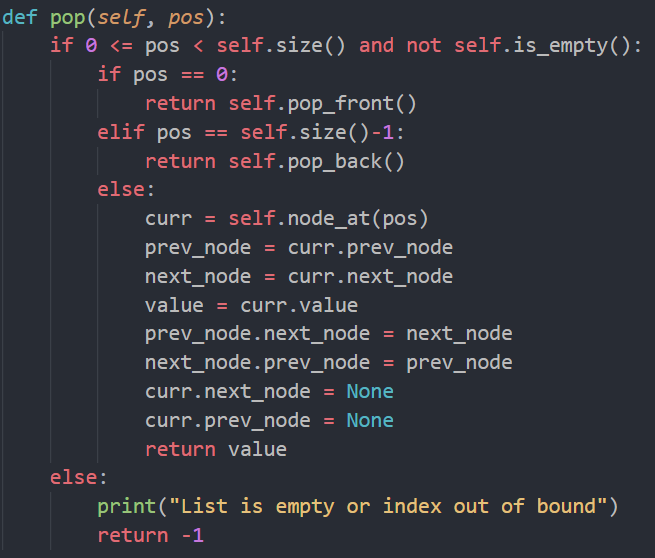 def pop(self, pos):
    if 0 <= pos < self.size() and not self.is_empty():
        if pos == 0:
            return self.pop_front()
        elif pos == self.size()-1:
            return self.pop_back()
        else:
            curr = self.node_at(pos)
            prev_node = curr.prev_node
            next_node = curr.next_node
            value = curr.value
            prev_node.next_node = next_node
            next_node.prev_node = prev_node
            curr.next_node = None
            curr.prev_node = None
            return value
    else:
        print("List is empty or index out of bound")
        return -1